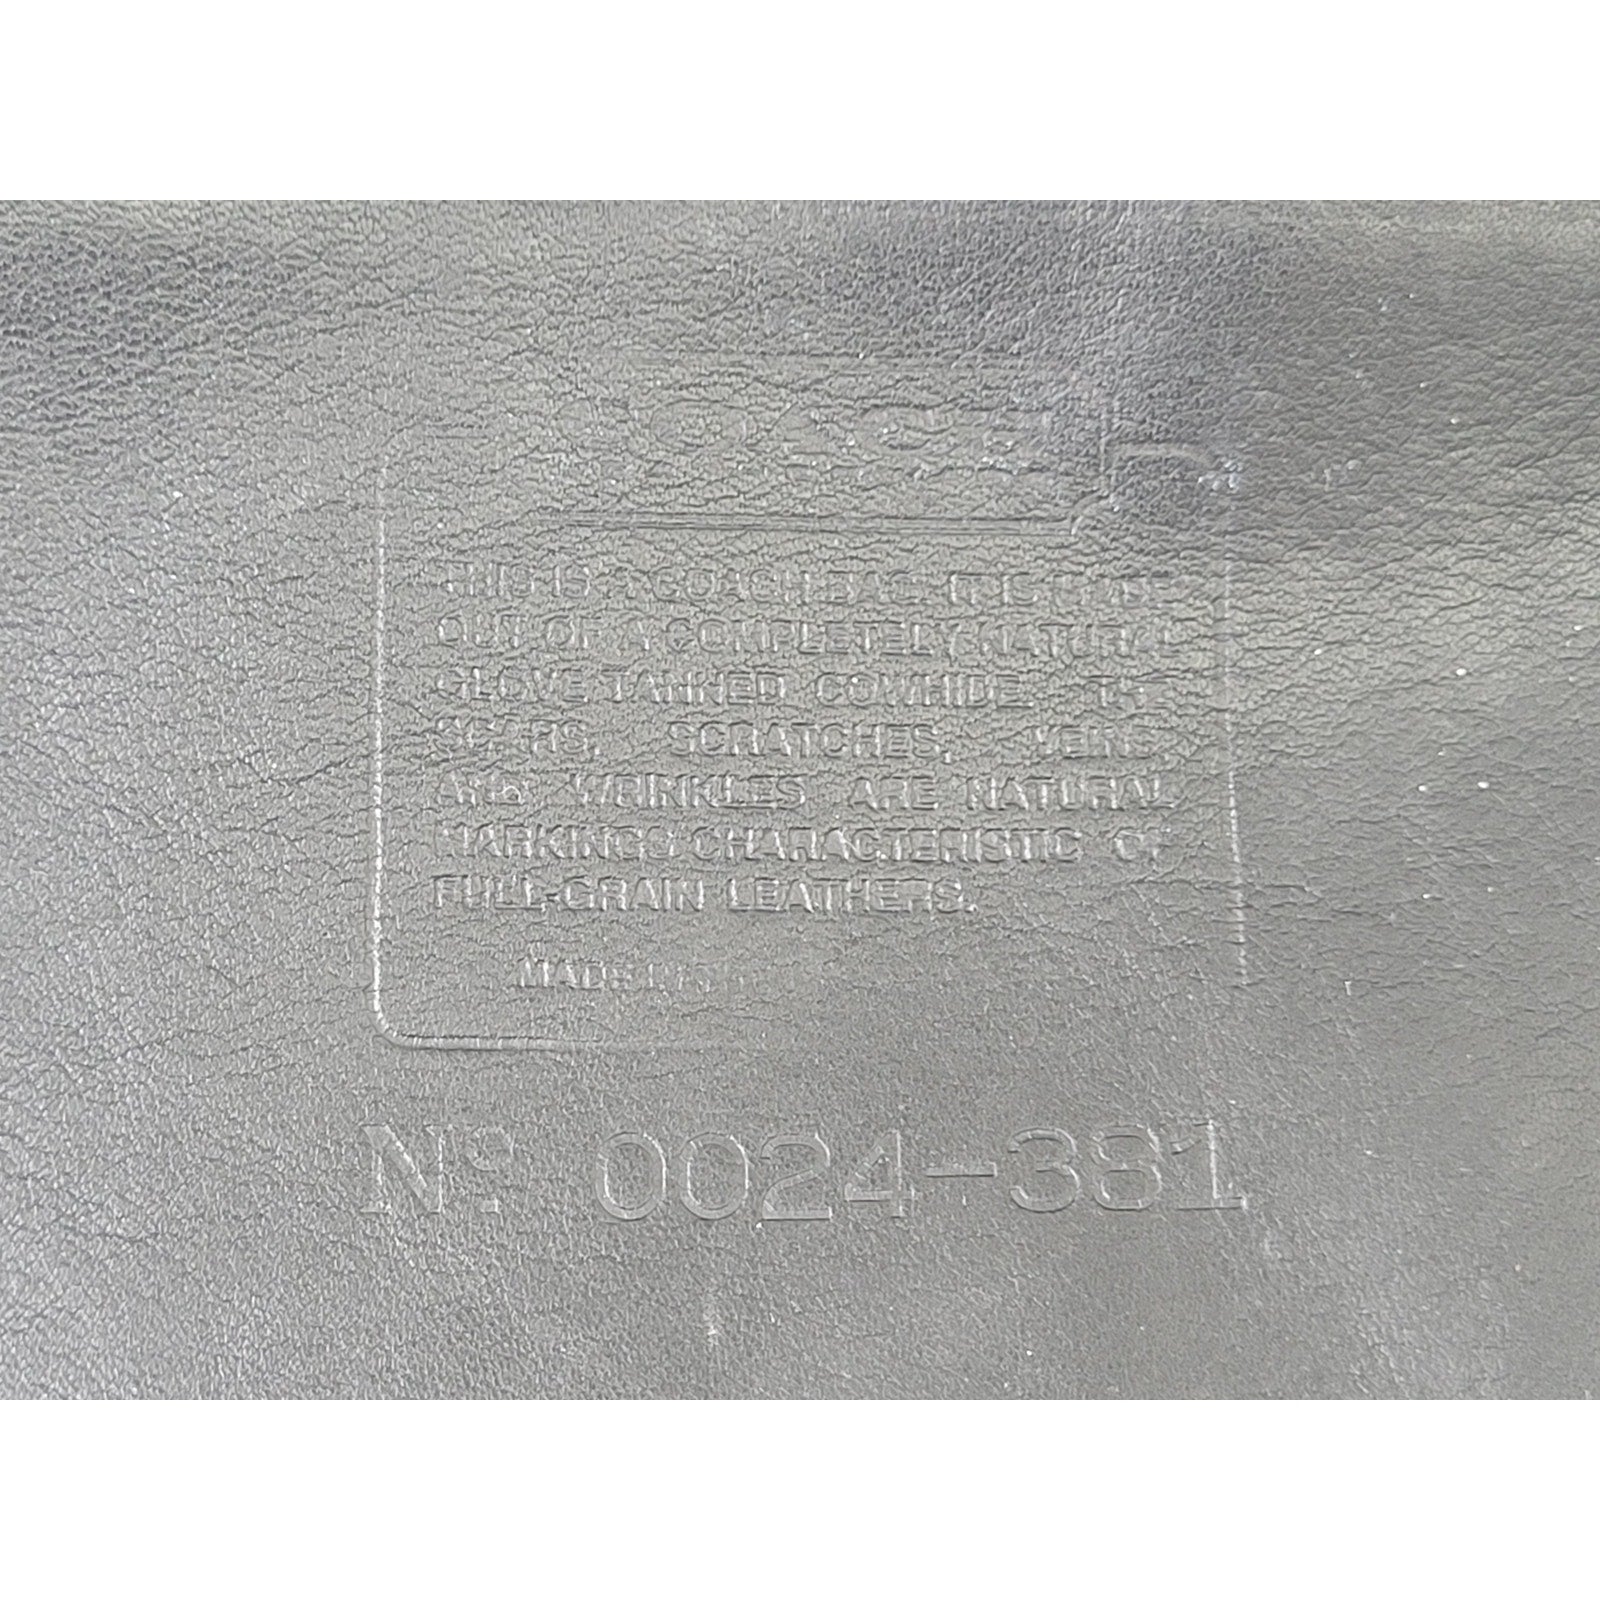 COACH
THIS IS A COACH BAG. IT IS MADE
OUT OF A COMPLETELY NATURAL
GLOVE TANNED COWHIDE. THE
SCARS, SCRATCHES, VEINS
AND WRINKLES ARE NATURAL
MARKINGS CHARACTERISTIC OF
FULL-GRAIN LEATHERS.
MADE IN
No. 0024-381